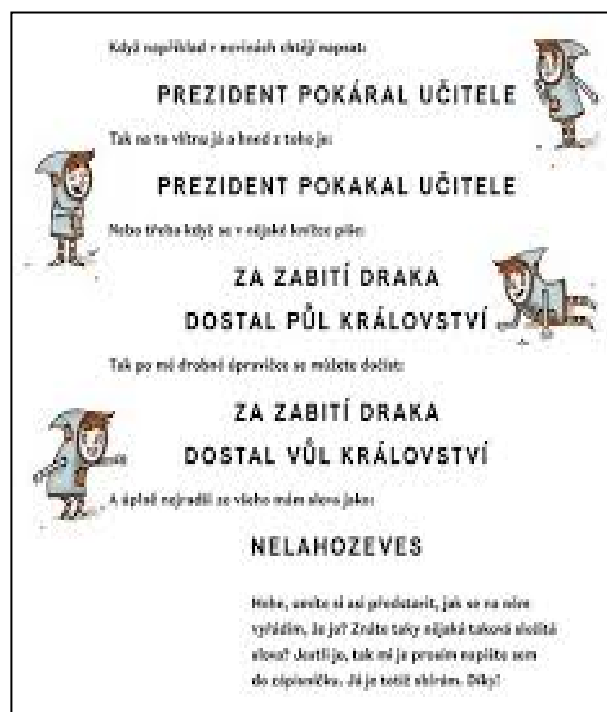 Když například v novinách chtějí napsat:
PREZIDENT POKÁRAL UČITELE
Tak na to vlítnu já a hned z toho je:
PREZIDENT POKAKAL UČITELE
Nebo třeba když se v nějaké knížce píše:
ZA ZABITÍ DRAKA
DOSTAL PŮL KRÁLOVSTVÍ
Tak po mé drobné úpravičce se můžete dočíst:
ZA ZABITÍ DRAKA
DOSTAL VŮL KRÁLOVSTVÍ
A úplně nejradši ze všeho mám slova jako:
NELAHOZEVES
Hehe, umíte si asi představit, jak se na něm
vyřádím, že jo? Znáte taky nějaká taková složitá
slova? Jestli jo, tak mi je prosím napište sem
do zápisníčku. Já je totiž sbírám. Díky!